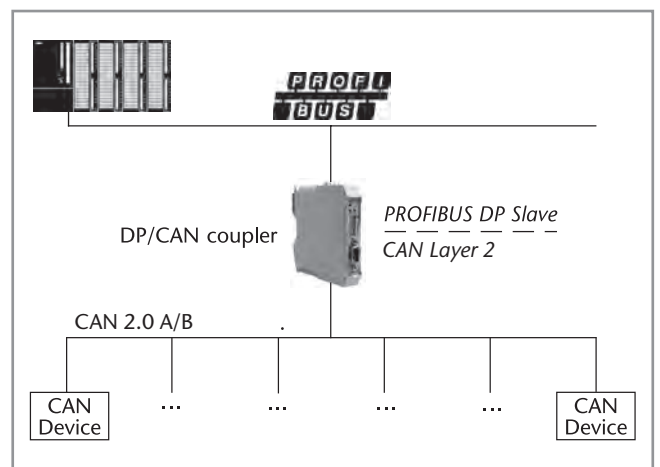 PROFI
BUS
DP/CAN coupler
PROFIBUS DP Slave
CAN Layer 2
CAN 2.0 A/B .
... ... ... ...
CAN
Device
CAN
Device